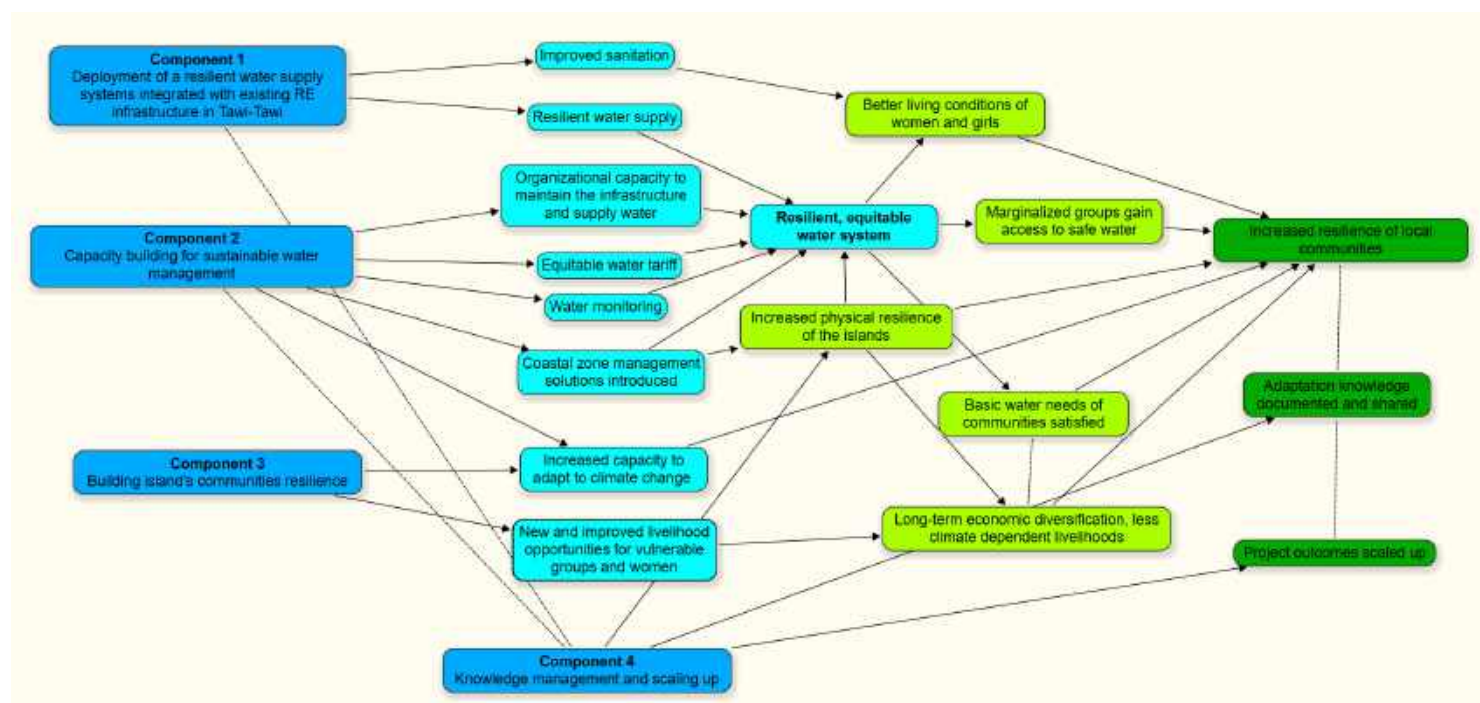 Component 1
Deployment of a resilient water supply
systems integrated with existing RE
infrastructure in Tawi-Tawi
Improved sanitation
Resilient water supply
Better living conditions of
women and girls
Organizational capacity to
maintain the infrastructure
and supply water
Resilient, equitable
water system
Marginalized groups gain
access to safe water
Increased resilience of local
communities
Component 2
Capacity building for sustainable water
management
Equitable water tariff
Water monitoring
Increased physical resilience
of the islands
Coastal zone management
solutions introduced
Basic water needs of
communities satisfied
Adaptation knowledge
documented and shared
Component 3
Building island's communities resilience
Increased capacity to
adapt to climate change
New and improved livelihood
opportunities for vulnerable
groups and women
Long-term economic diversification, less
climate dependent livelihoods
Project outcomes scaled up
Component 4
Knowledge management and scaling up